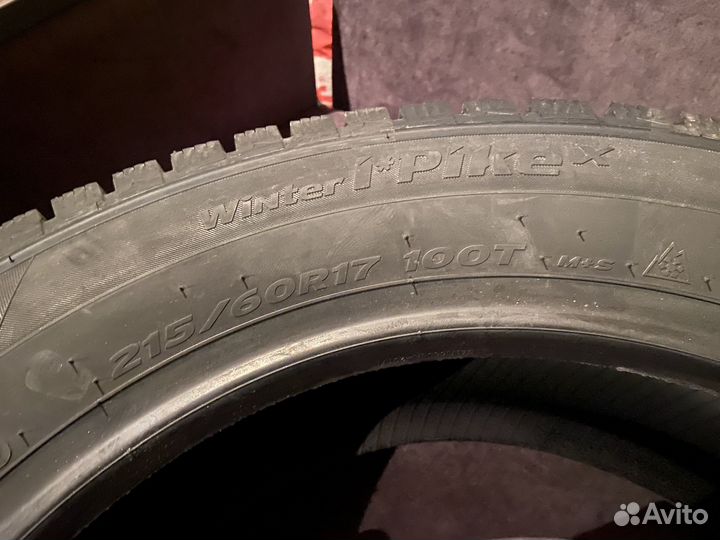 Winter i*Pike x
215/60R17 100T M+S
Avito